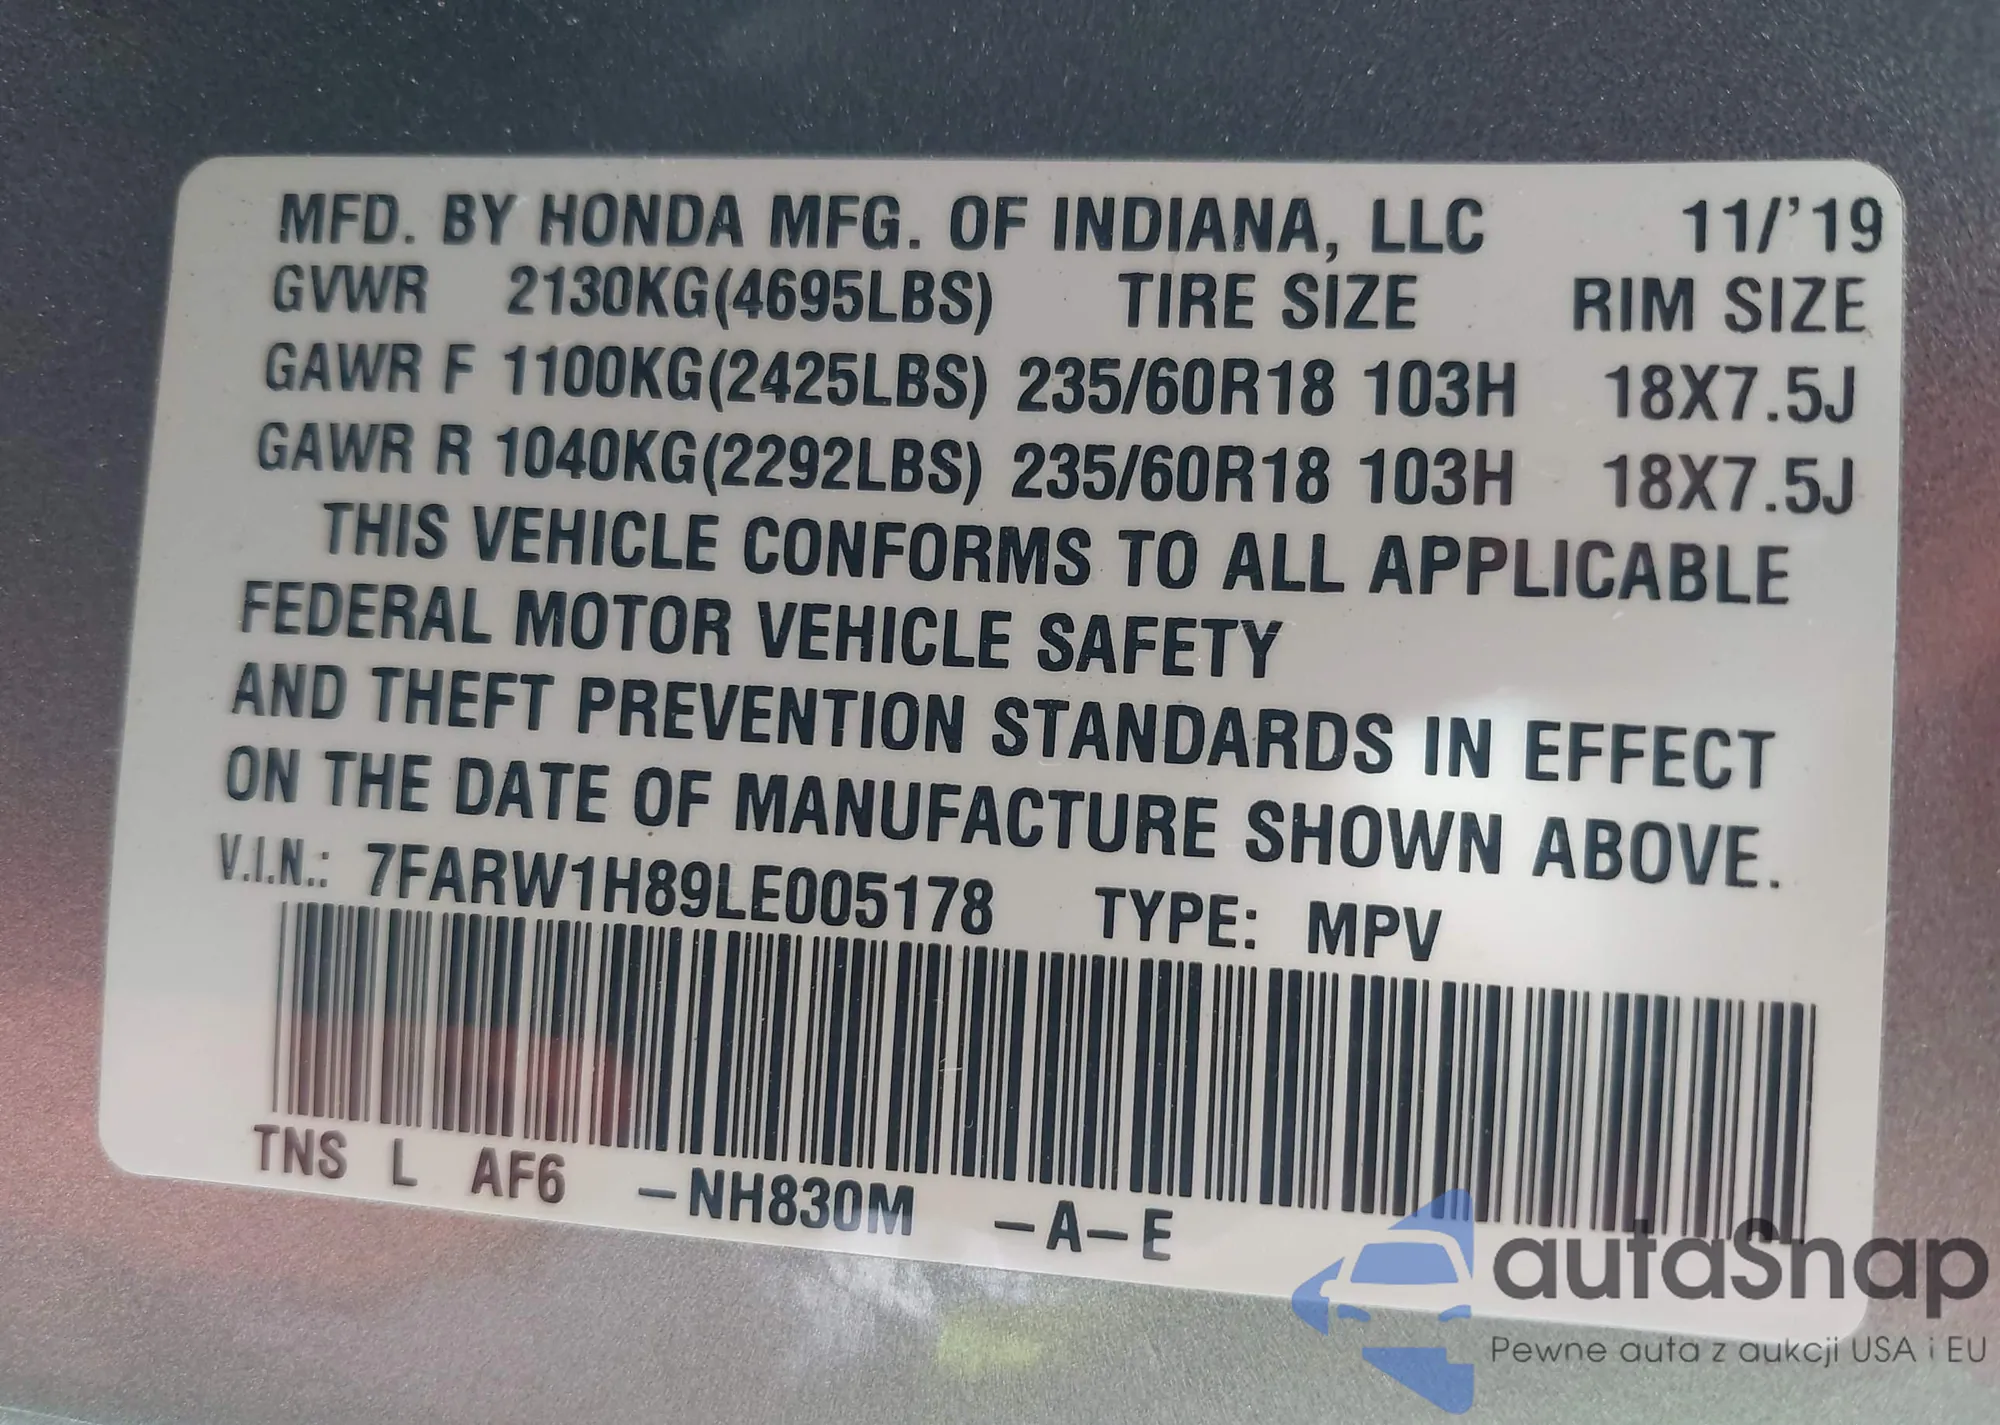 MFD. BY HONDA MFG. OF INDIANA, LLC 11/'19
GVWR 2130KG(4695LBS) TIRE SIZE RIM SIZE
GAWR F 1100KG(2425LBS) 235/60R18 103H 18X7.5J
GAWR R 1040KG(2292LBS) 235/60R18 103H 18X7.5J
THIS VEHICLE CONFORMS TO ALL APPLICABLE
FEDERAL MOTOR VEHICLE SAFETY
AND THEFT PREVENTION STANDARDS IN EFFECT
ON THE DATE OF MANUFACTURE SHOWN ABOVE.
V.I.N.: 7FARW1H89LE005178 TYPE: MPV
TNS L AF6 –NH830M –A–E
autaSnap
Pewne auta z aukcji USA i EU